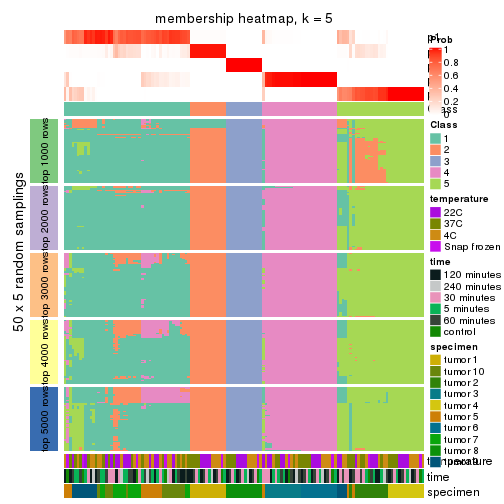 membership heatmap, k = 5
50 x 5 random samplings
top 1000 rows
top 2000 rows
top 3000 rows
top 4000 rows
top 5000 rows
p1
Prob
1
0.8
0.6
0.4
0.2
0
Class
1
2
3
4
5
temperature
22C
37C
4C
Snap frozen
time
120 minutes
240 minutes
30 minutes
5 minutes
60 minutes
control
specimen
tumor 1
tumor 10
tumor 2
tumor 3
tumor 4
tumor 5
tumor 6
tumor 7
tumor 8
temperature
time
specimen